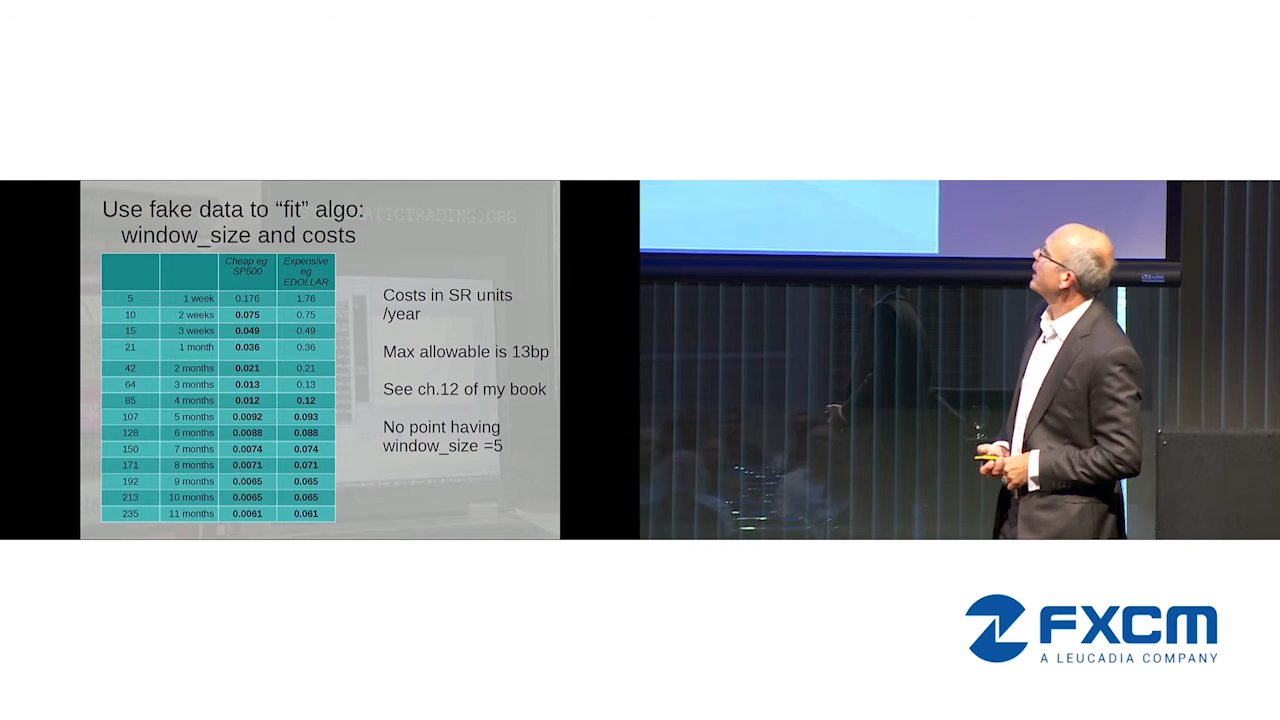 Use fake data to “fit” algo:
window_size and costs
ATICTRADING.ORG
Cheap eg SP500 Expensive eg EDOLLAR
5 1 week 0.176 1.76
10 2 weeks 0.075 0.75
15 3 weeks 0.049 0.49
21 1 month 0.036 0.36
42 2 months 0.021 0.21
64 3 months 0.013 0.13
85 4 months 0.012 0.12
107 5 months 0.0092 0.093
128 6 months 0.0088 0.088
150 7 months 0.0074 0.074
171 8 months 0.0071 0.071
192 9 months 0.0065 0.065
213 10 months 0.0065 0.065
235 11 months 0.0061 0.061
Costs in SR units
/year
Max allowable is 13bp
See ch.12 of my book
No point having
window_size =5
FXCM
A LEUCADIA COMPANY